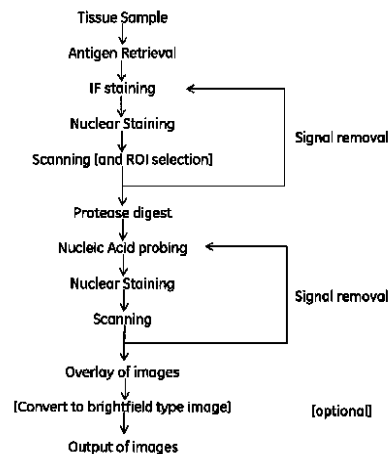 Tissue Sample
Antigen Retrieval
IF staining
Nuclear Staining
Signal removal
Scanning [and ROI selection]
Protease digest
Nucleic Acid probing
Nuclear Staining
Signal removal
Scanning
Overlay of images
[Convert to brightfield type image]
[optional]
Output of images